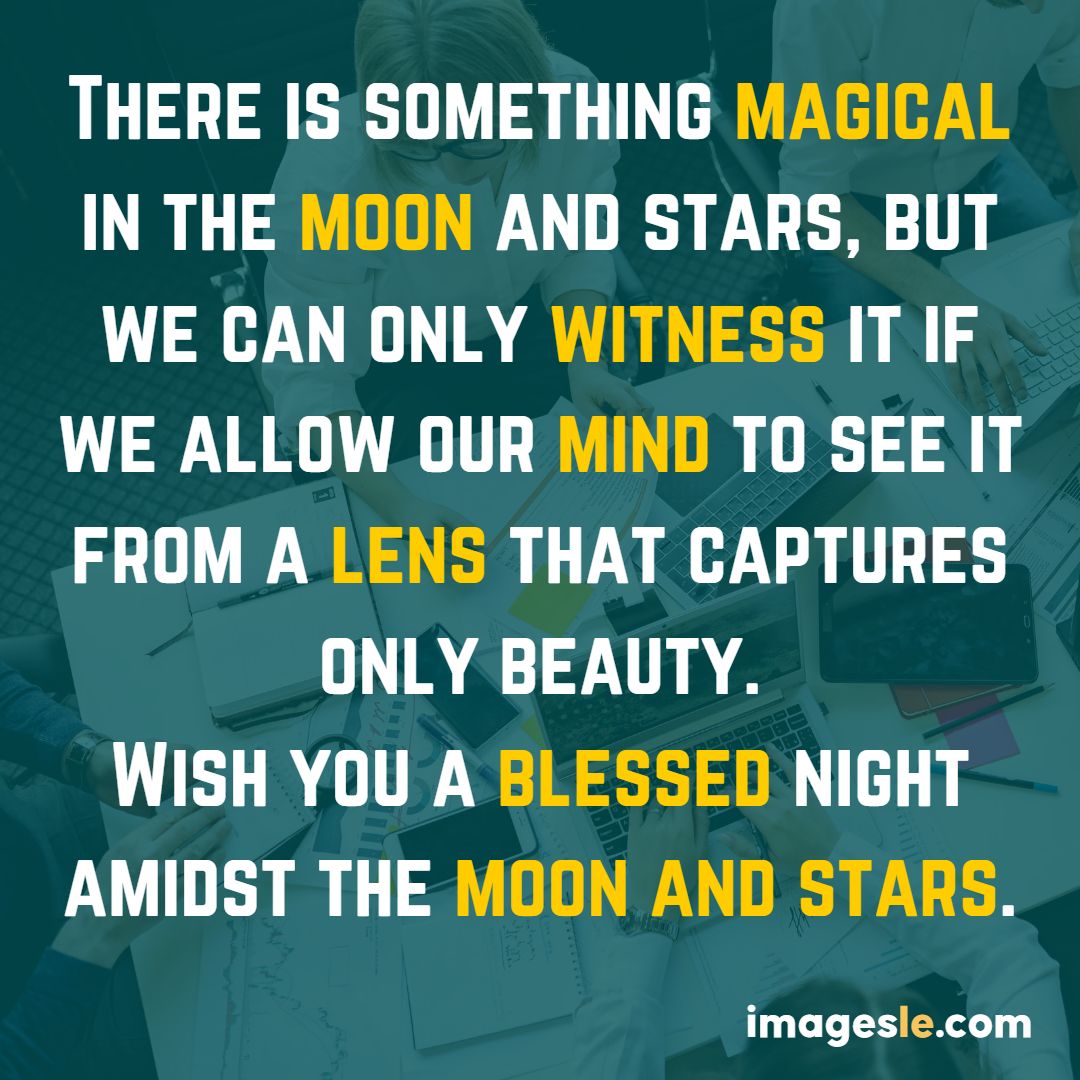 There is something magical
in the moon and stars, but
we can only witness it if
we allow our mind to see it
from a lens that captures
only beauty.
Wish you a blessed night
amidst the moon and stars.
imagesle.com